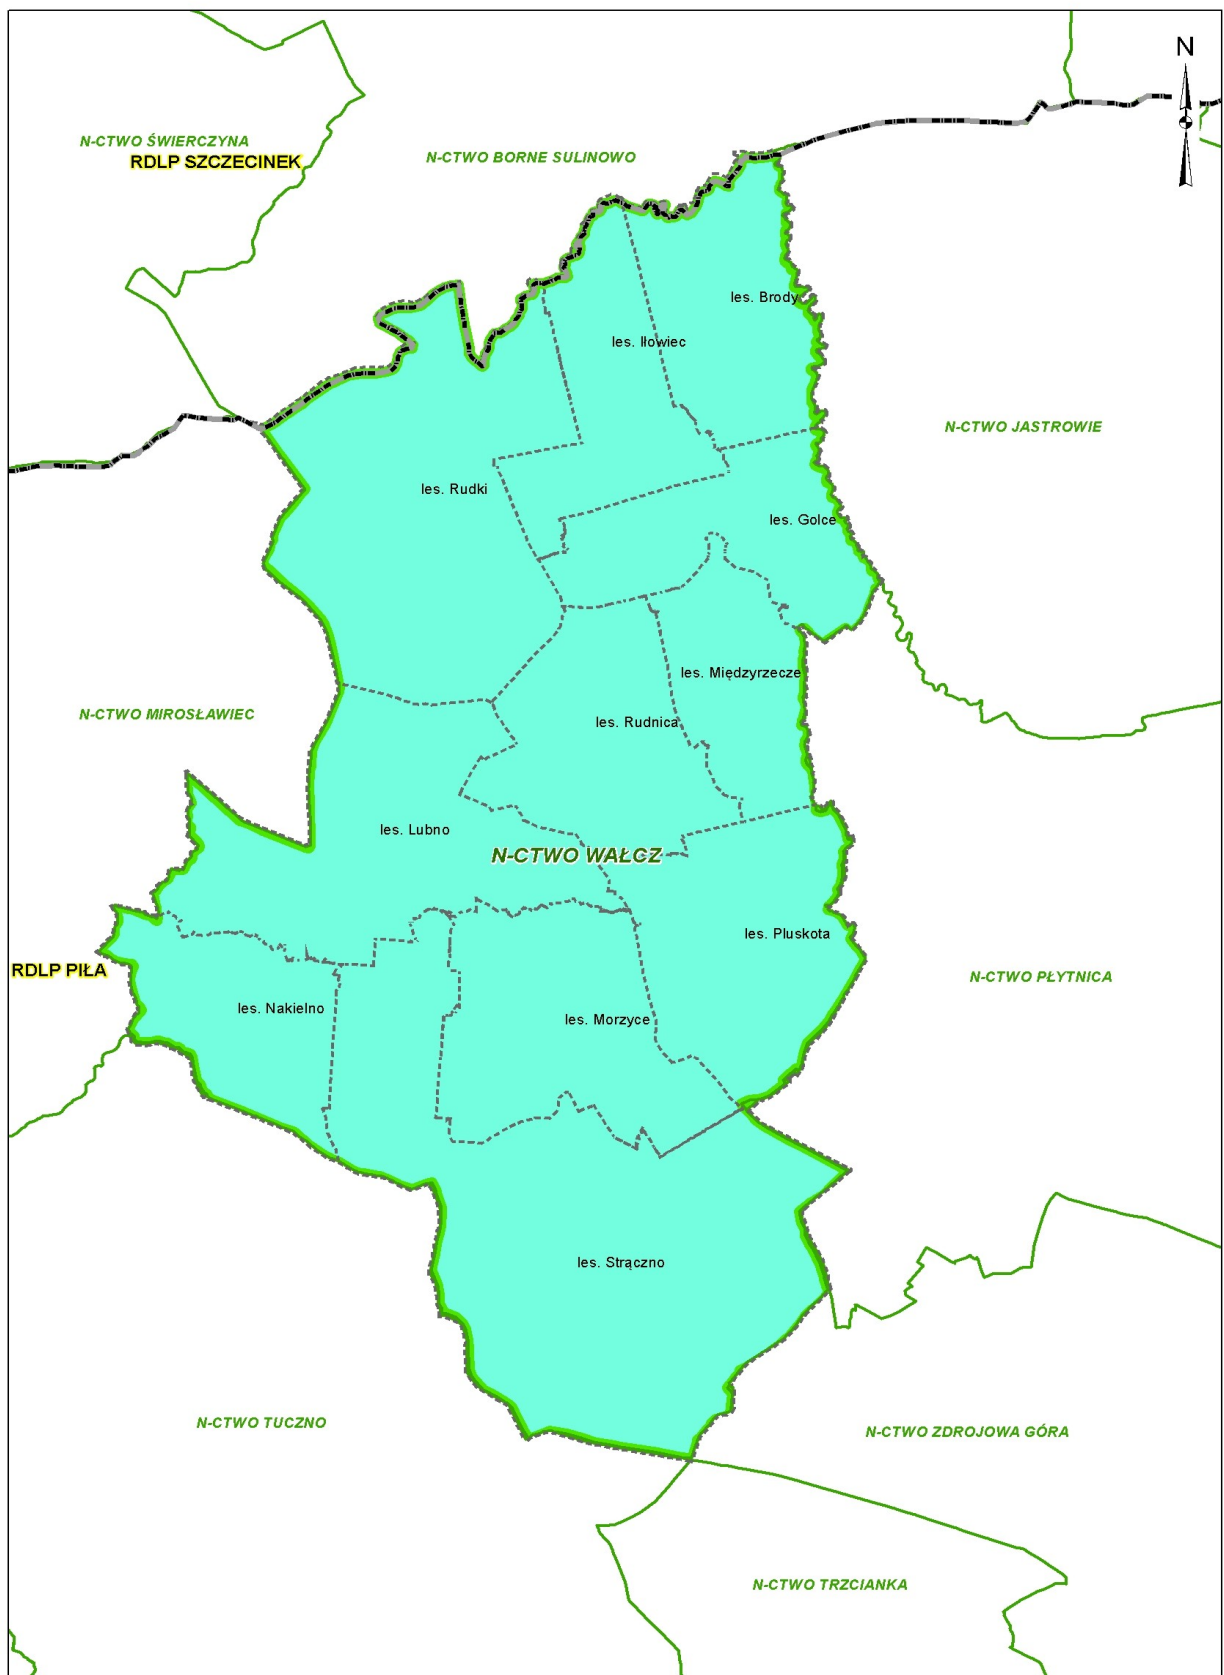 N
N-CTWO ŚWIERCZYNA
RDLP SZCZECINEK
N-CTWO BORNE SULINOWO
les. Brody
les. Iłowiec
N-CTWO JASTROWIE
les. Rudki
les. Golce
les. Międzyrzecze
N-CTWO MIROSŁAWIEC
les. Rudnica
les. Lubno
N-CTWO WAŁCZ
les. Pluskota
RDLP PIŁA
N-CTWO PŁYTNICA
les. Nakielno
les. Morzyce
les. Strączno
N-CTWO TUCZNO
N-CTWO ZDROJOWA GÓRA
N-CTWO TRZCIANKA